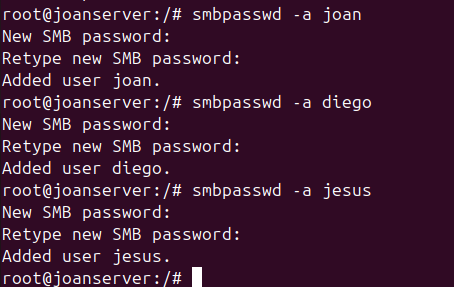 root@joanserver:/# smbpasswd -a joan
New SMB password:
Retype new SMB password:
Added user joan.
root@joanserver:/# smbpasswd -a diego
New SMB password:
Retype new SMB password:
Added user diego.
root@joanserver:/# smbpasswd -a jesus
New SMB password:
Retype new SMB password:
Added user jesus.
root@joanserver:/#